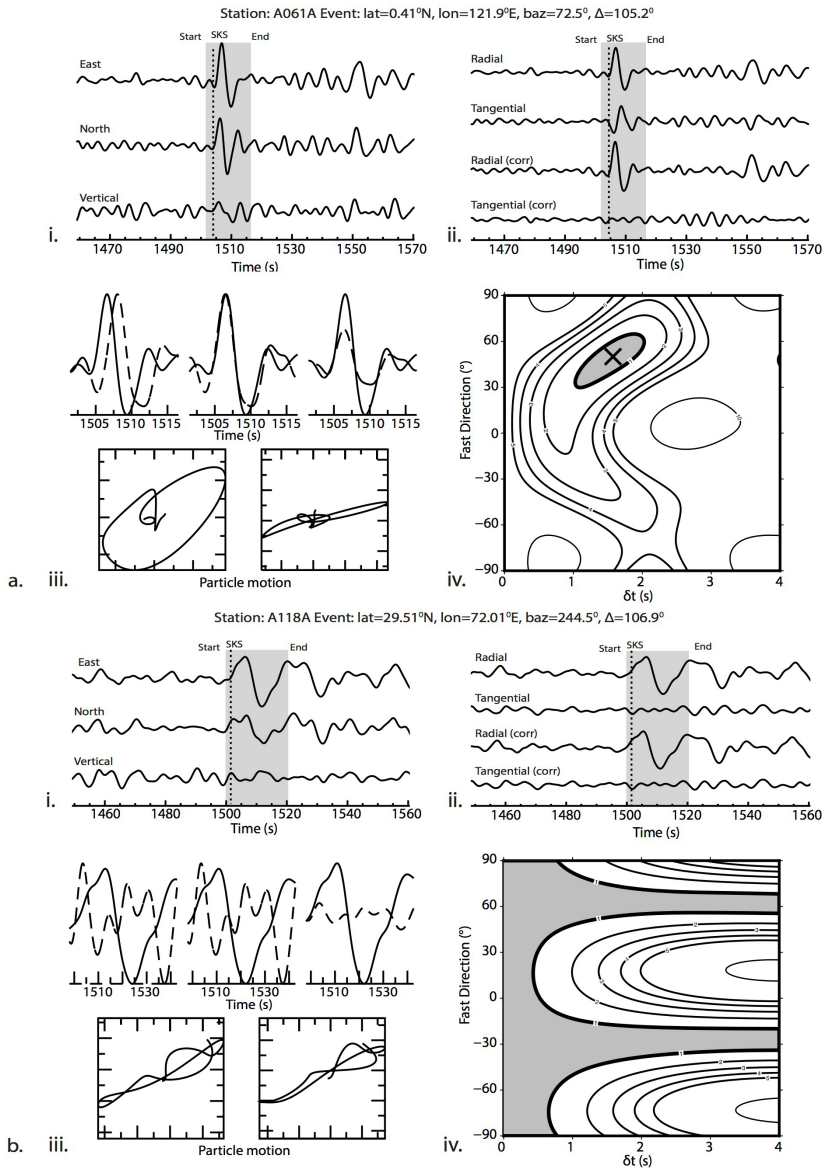 Station: A061A Event: lat=0.41⁰N, lon=121.9⁰E, baz=72.5⁰, Δ=105.2⁰
Start SKS End
East
North
Vertical
i.
1470 1490 1510 1530 1550 1570
Time (s)
Start SKS End
Radial
Tangential
Radial (corr)
Tangential (corr)
ii.
1470 1490 1510 1530 1550 1570
Time (s)
1505 1510 1515 1505 1510 1515 1505 1510 1515
Time (s)
Particle motion
a. iii.
90
60
30
0
−30
−60
−90
Fast Direction (°)
0 1 2 3 4
δt (s)
iv.
Station: A118A Event: lat=29.51⁰N, lon=72.01⁰E, baz=244.5⁰, Δ=106.9⁰
Start SKS End
East
North
Vertical
i.
1460 1480 1500 1520 1540 1560
Time (s)
Start SKS End
Radial
Tangential
Radial (corr)
Tangential (corr)
ii.
1460 1480 1500 1520 1540 1560
Time (s)
1510 1530 1510 1530 1510 1530
Time (s)
Particle motion
b. iii.
90
60
30
0
−30
−60
−90
Fast Direction (°)
0 1 2 3 4
δt (s)
iv.